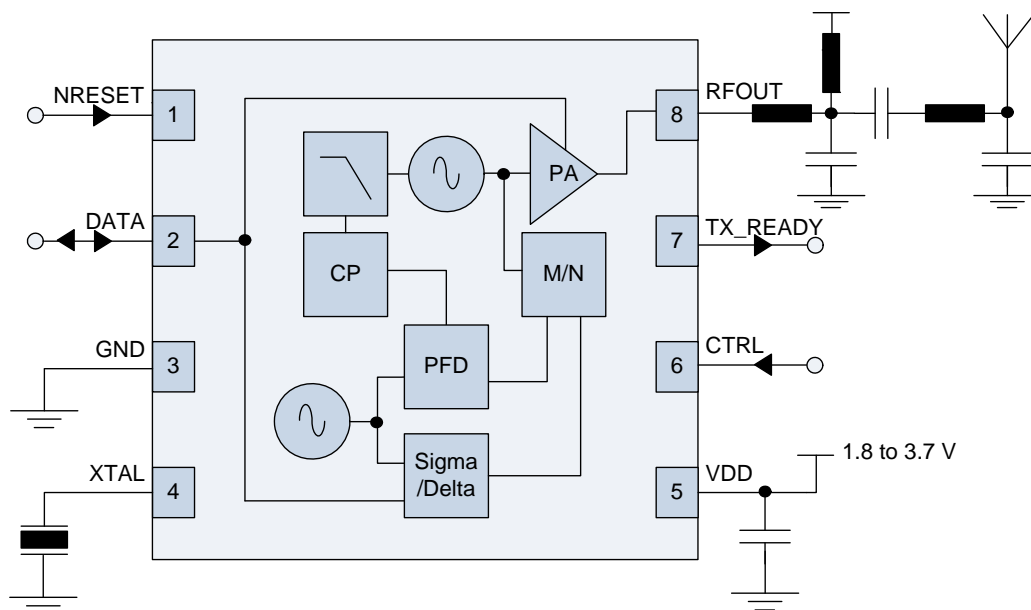 NRESET
1
8
RFOUT
PA
DATA
2
7
TX_READY
CP
M/N
GND
3
PFD
6
CTRL
XTAL
4
Sigma
/Delta
5
VDD
1.8 to 3.7 V